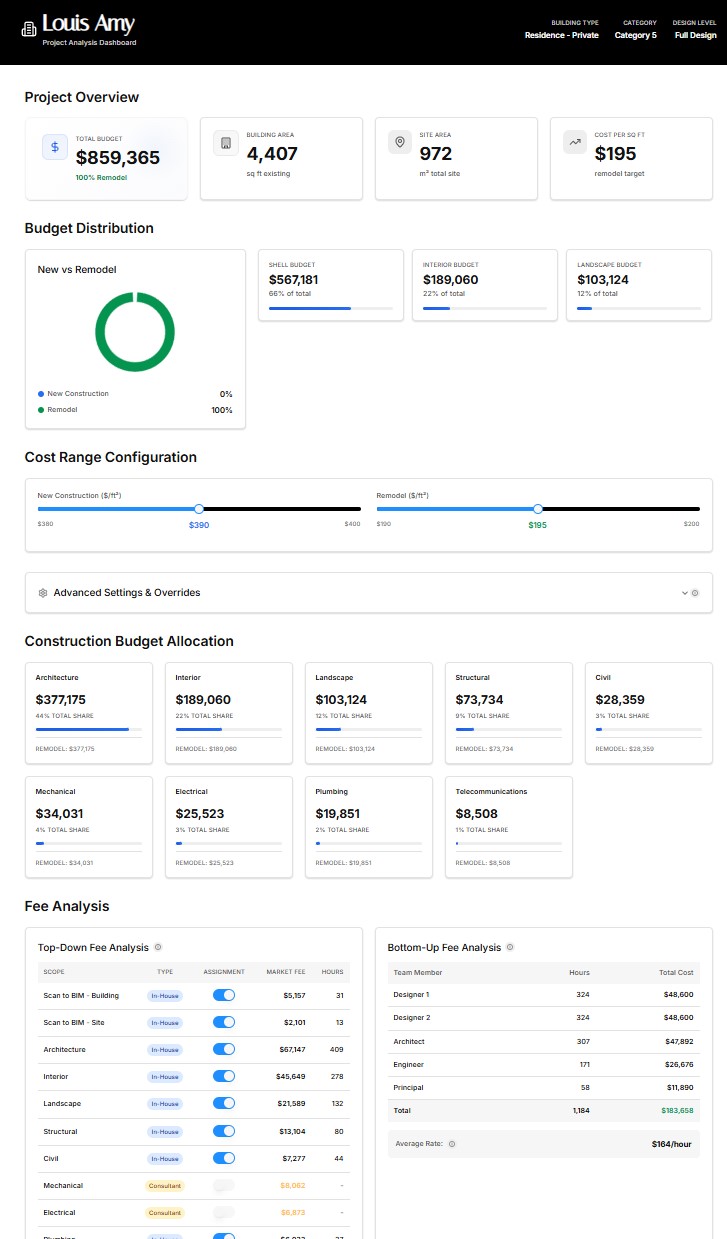 Louis Amy
Project Analysis Dashboard
BUILDING TYPE CATEGORY DESIGN LEVEL
Residence - Private Category 5 Full Design
Project Overview
TOTAL BUDGET
$859,365
100% Remodel
BUILDING AREA
4,407
sq ft existing
SITE AREA
972
m² total site
COST PER SQ FT
$195
remodel target
Budget Distribution
New vs Remodel
New Construction 0%
Remodel 100%
SHELL BUDGET
$567,181
66% of total
INTERIOR BUDGET
$189,060
22% of total
LANDSCAPE BUDGET
$103,124
12% of total
Cost Range Configuration
New Construction ($/ft²)
$380 $390 $400
Remodel ($/ft²)
$190 $195 $200
Advanced Settings & Overrides
Construction Budget Allocation
Architecture
$377,175
44% TOTAL SHARE
REMODEL: $377,175
Interior
$189,060
22% TOTAL SHARE
REMODEL: $189,060
Landscape
$103,124
12% TOTAL SHARE
REMODEL: $103,124
Structural
$73,734
9% TOTAL SHARE
REMODEL: $73,734
Civil
$28,359
3% TOTAL SHARE
REMODEL: $28,359
Mechanical
$34,031
4% TOTAL SHARE
REMODEL: $34,031
Electrical
$25,523
3% TOTAL SHARE
REMODEL: $25,523
Plumbing
$19,851
2% TOTAL SHARE
REMODEL: $19,851
Telecommunications
$8,508
1% TOTAL SHARE
REMODEL: $8,508
Fee Analysis
Top-Down Fee Analysis
SCOPE TYPE ASSIGNMENT MARKET FEE HOURS
Scan to BIM - Building In-House $5,157 31
Scan to BIM - Site In-House $2,101 13
Architecture In-House $67,147 409
Interior In-House $45,649 278
Landscape In-House $21,589 132
Structural In-House $13,104 80
Civil In-House $7,277 44
Mechanical Consultant $8,062 -
Electrical Consultant $6,873 -
Bottom-Up Fee Analysis
Team Member Hours Total Cost
Designer 1 324 $48,600
Designer 2 324 $48,600
Architect 307 $47,892
Engineer 171 $26,676
Principal 58 $11,890
Total 1,184 $183,658
Average Rate: $164/hour